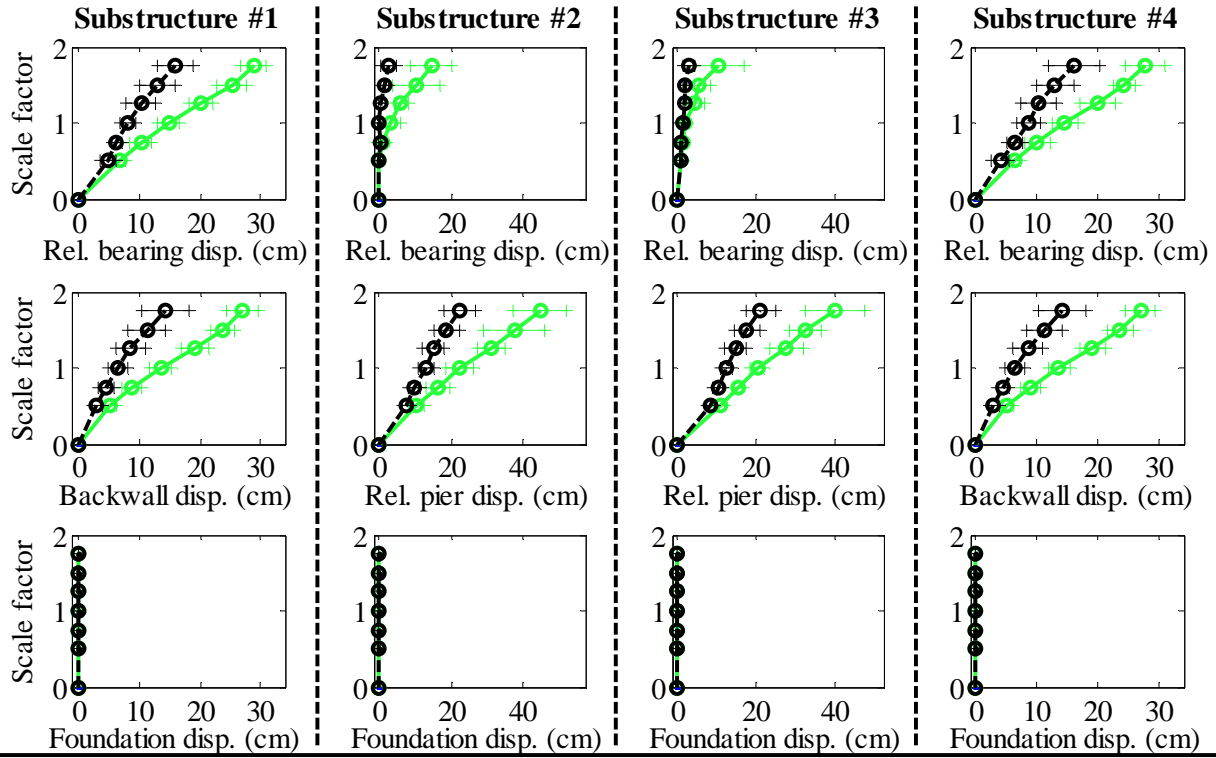 Substructure #1 Substructure #2 Substructure #3 Substructure #4
Scale factor
2
1
0
0 10 20 30
Rel. bearing disp. (cm)
2
1
0
0 20 40
Rel. bearing disp. (cm)
2
1
0
0 20 40
Rel. bearing disp. (cm)
2
1
0
0 10 20 30
Rel. bearing disp. (cm)
Scale factor
2
1
0
0 10 20 30
Backwall disp. (cm)
2
1
0
0 20 40
Rel. pier disp. (cm)
2
1
0
0 20 40
Rel. pier disp. (cm)
2
1
0
0 10 20 30
Backwall disp. (cm)
Scale factor
2
1
0
0 10 20 30
Foundation disp. (cm)
2
1
0
0 20 40
Foundation disp. (cm)
2
1
0
0 20 40
Foundation disp. (cm)
2
1
0
0 10 20 30
Foundation disp. (cm)